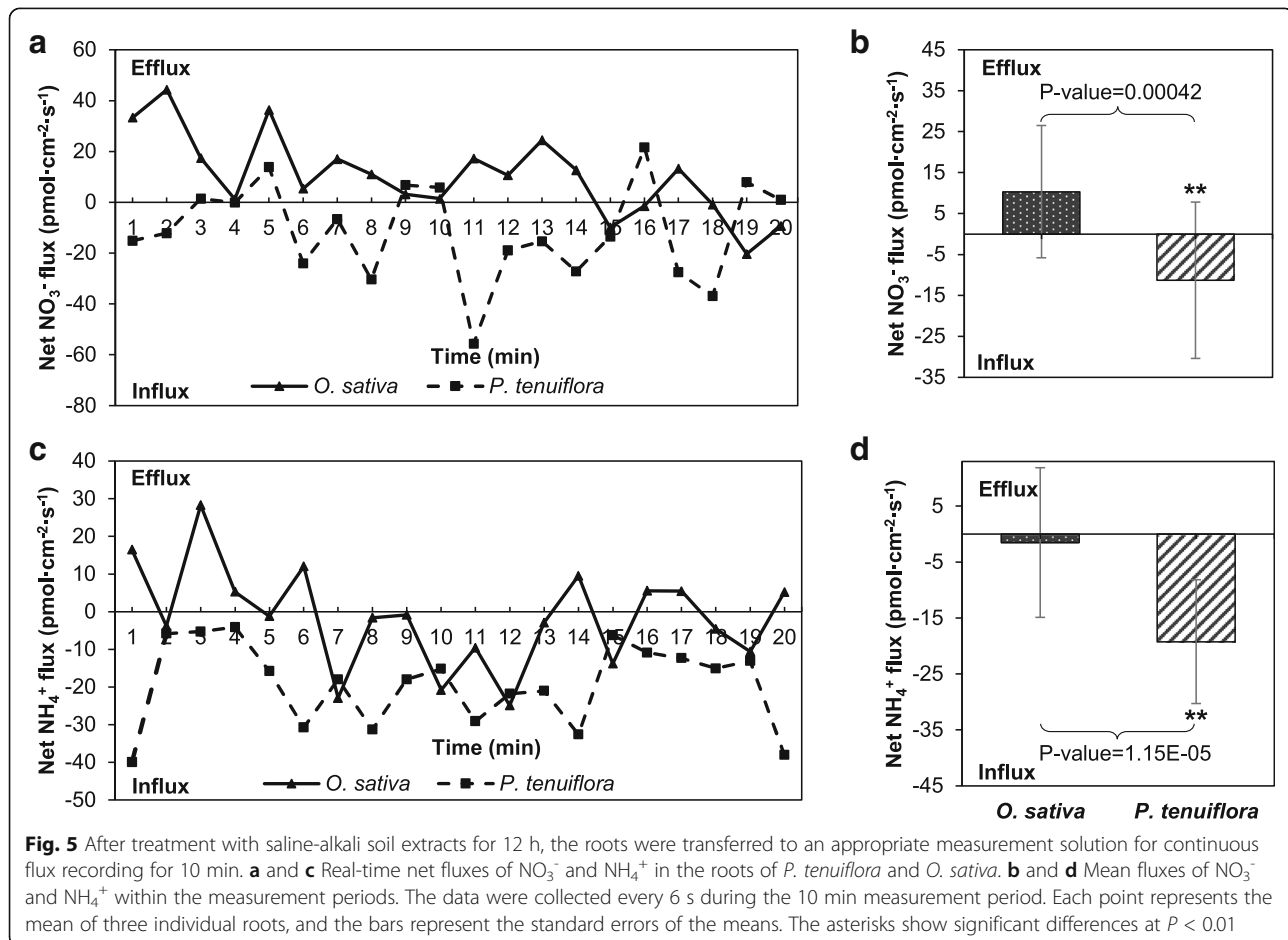 a
60
Efflux
40
20
0
-20
-40
-60
-80
Net NO₃⁻ flux (pmol·cm⁻²·s⁻¹)
1 2 3 4 5 6 7 8 9 10 11 12 13 14 15 16 17 18 19 20
Time (min)
O. sativa P. tenuiflora
Influx
b
45
35
25
15
5
-5
-15
-25
-35
Net NO₃⁻ flux (pmol·cm⁻²·s⁻¹)
Efflux
P-value=0.00042
**
Influx
c
40
30
20
10
0
-10
-20
-30
-40
-50
Net NH₄⁺ flux (pmol·cm⁻²·s⁻¹)
Efflux
1 2 3 4 5 6 7 8 9 10 11 12 13 14 15 16 17 18 19 20
Time (min)
O. sativa P. tenuiflora
Influx
d
5
-5
-15
-25
-35
-45
Net NH₄⁺ flux (pmol·cm⁻²·s⁻¹)
Efflux
**
P-value=1.15E-05
Influx
O. sativa P. tenuiflora
Fig. 5 After treatment with saline-alkali soil extracts for 12 h, the roots were transferred to an appropriate measurement solution for continuous
flux recording for 10 min. a and c Real-time net fluxes of NO₃⁻ and NH₄⁺ in the roots of P. tenuiflora and O. sativa. b and d Mean fluxes of NO₃⁻
and NH₄⁺ within the measurement periods. The data were collected every 6 s during the 10 min measurement period. Each point represents the
mean of three individual roots, and the bars represent the standard errors of the means. The asterisks show significant differences at P < 0.01